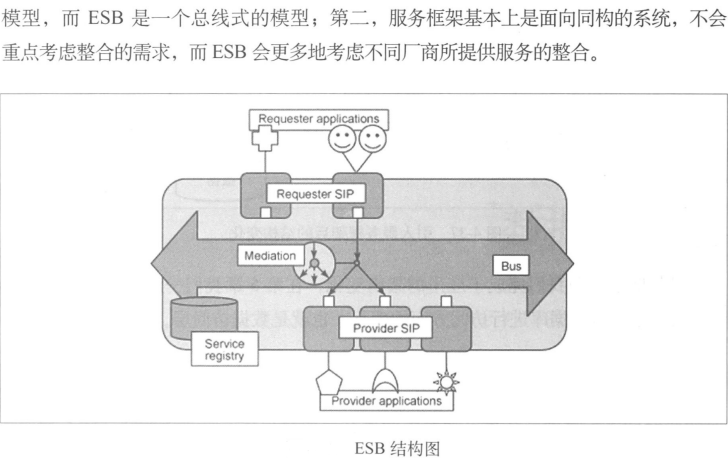 模型，而 ESB 是一个总线式的模型；第二，服务框架基本上是面向同构的系统，不会
重点考虑整合的需求，而 ESB 会更多地考虑不同厂商所提供服务的整合。
Requester applications
Requester SIP
Mediation
Bus
Provider SIP
Service
registry
Provider applications
ESB 结构图